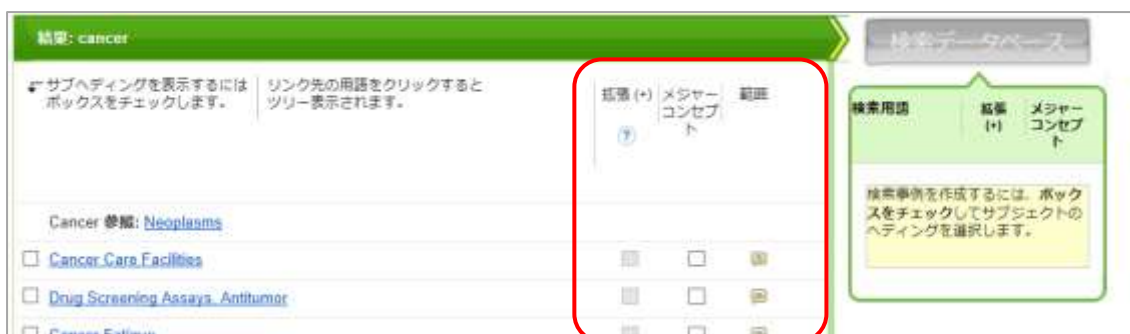 結果: cancer
検索データベース
サブヘディングを表示するには
ボックスをチェックします。
リンク先の用語をクリックすると
ツリー表示されます。
拡張 (+)
メジャー
コンセプ
ト
範囲
検索用語
拡張
(+)
メジャー
コンセプ
ト
検索事例を作成するには、ボック
スをチェックしてサブジェクトの
ヘディングを選択します。
Cancer 参照: Neoplasms
Cancer Care Facilities
Drug Screening Assays, Antitumor
Cancer Fatigue